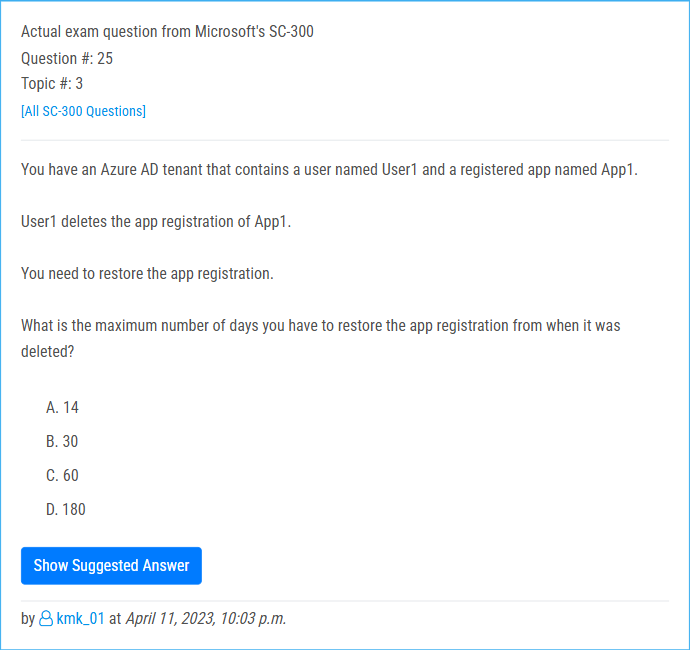 Actual exam question from Microsoft's SC-300
Question #: 25
Topic #: 3
[All SC-300 Questions]
You have an Azure AD tenant that contains a user named User1 and a registered app named App1.
User1 deletes the app registration of App1.
You need to restore the app registration.
What is the maximum number of days you have to restore the app registration from when it was
deleted?
A. 14
B. 30
C. 60
D. 180
Show Suggested Answer
by kmk_01 at April 11, 2023, 10:03 p.m.